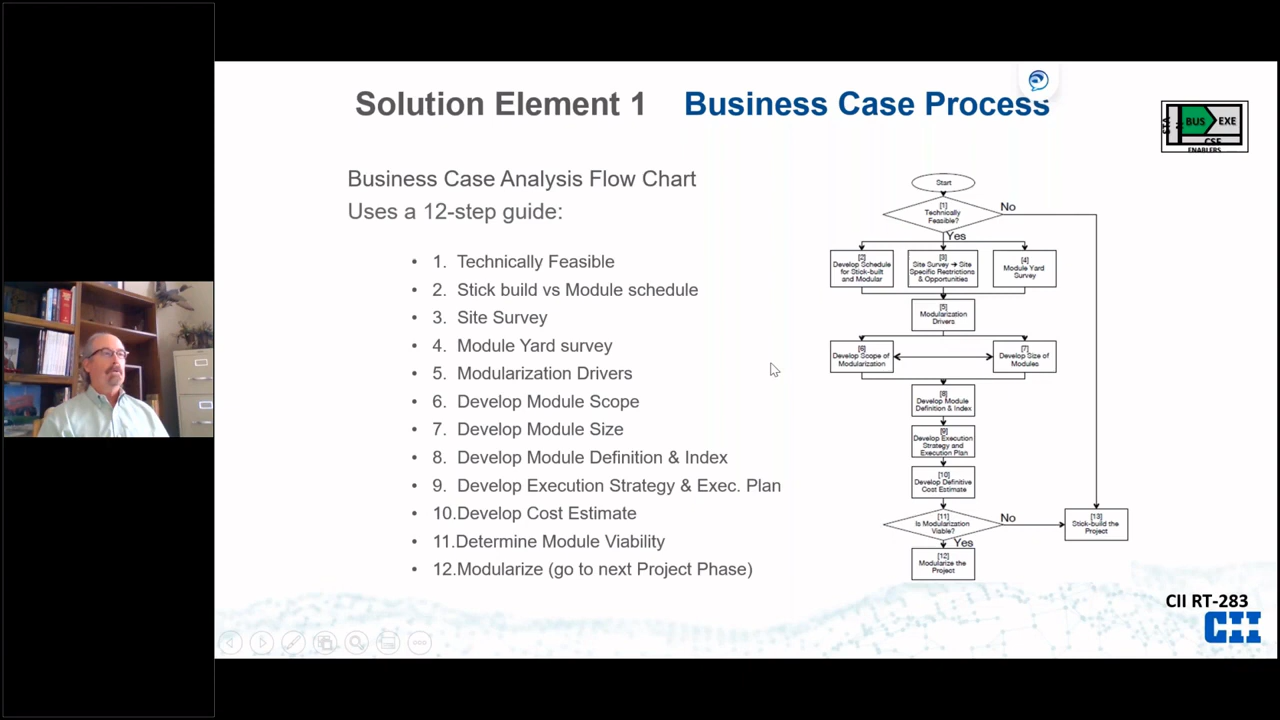 Solution Element 1 Business Case Process
BUS
EXE
CSF
ENABLERS
Business Case Analysis Flow Chart
Uses a 12-step guide:
• 1. Technically Feasible
• 2. Stick build vs Module schedule
• 3. Site Survey
• 4. Module Yard survey
• 5. Modularization Drivers
• 6. Develop Module Scope
• 7. Develop Module Size
• 8. Develop Module Definition & Index
• 9. Develop Execution Strategy & Exec. Plan
• 10.Develop Cost Estimate
• 11.Determine Module Viability
• 12.Modularize (go to next Project Phase)
Start
[1]
Technically
Feasible?
No
Yes
[2]
Develop Schedule
for Stick-built
and Modular
[3]
Site Survey → Site
Specific Restrictions
& Opportunities
[4]
Module Yard
Survey
[5]
Modularization
Drivers
[6]
Develop Scope of
Modularization
[7]
Develop Size of
Modules
[8]
Develop Module
Definition & Index
[9]
Develop Execution
Strategy and
Execution Plan
[10]
Develop Definitive
Cost Estimate
[11]
Is Modularization
Viable?
No
Yes
[13]
Stick-build the
Project
[12]
Modularize the
Project
CII RT-283
CII